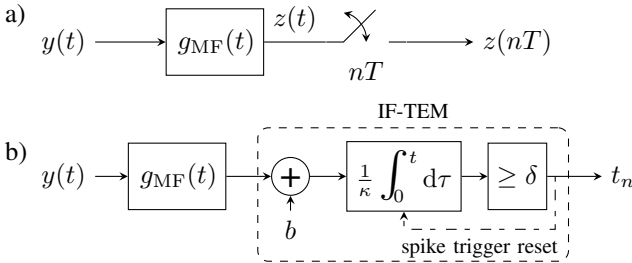 a)
y(t) g_MF(t) z(t) nT z(nT)
IF-TEM
b)
y(t) g_MF(t) + b 1/κ ∫_0^t dτ ≥ δ t_n
spike trigger reset